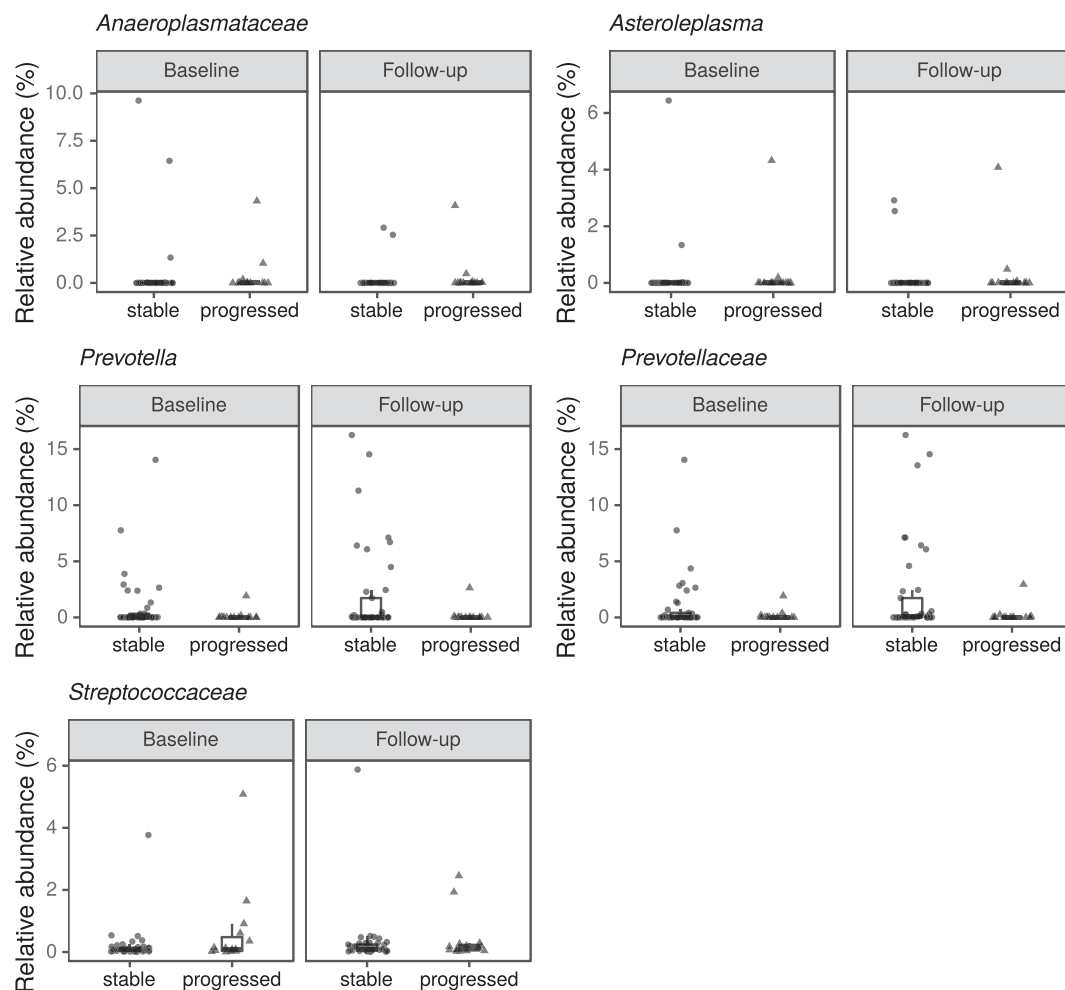 Anaeroplasmataceae
Relative abundance (%)
Baseline
Follow-up
10.0
7.5
5.0
2.5
0.0
stable
progressed
stable
progressed
Asteroleplasma
Relative abundance (%)
Baseline
Follow-up
6
4
2
0
stable
progressed
stable
progressed
Prevotella
Relative abundance (%)
Baseline
Follow-up
15
10
5
0
stable
progressed
stable
progressed
Prevotellaceae
Relative abundance (%)
Baseline
Follow-up
15
10
5
0
stable
progressed
stable
progressed
Streptococcaceae
Relative abundance (%)
Baseline
Follow-up
6
4
2
0
stable
progressed
stable
progressed